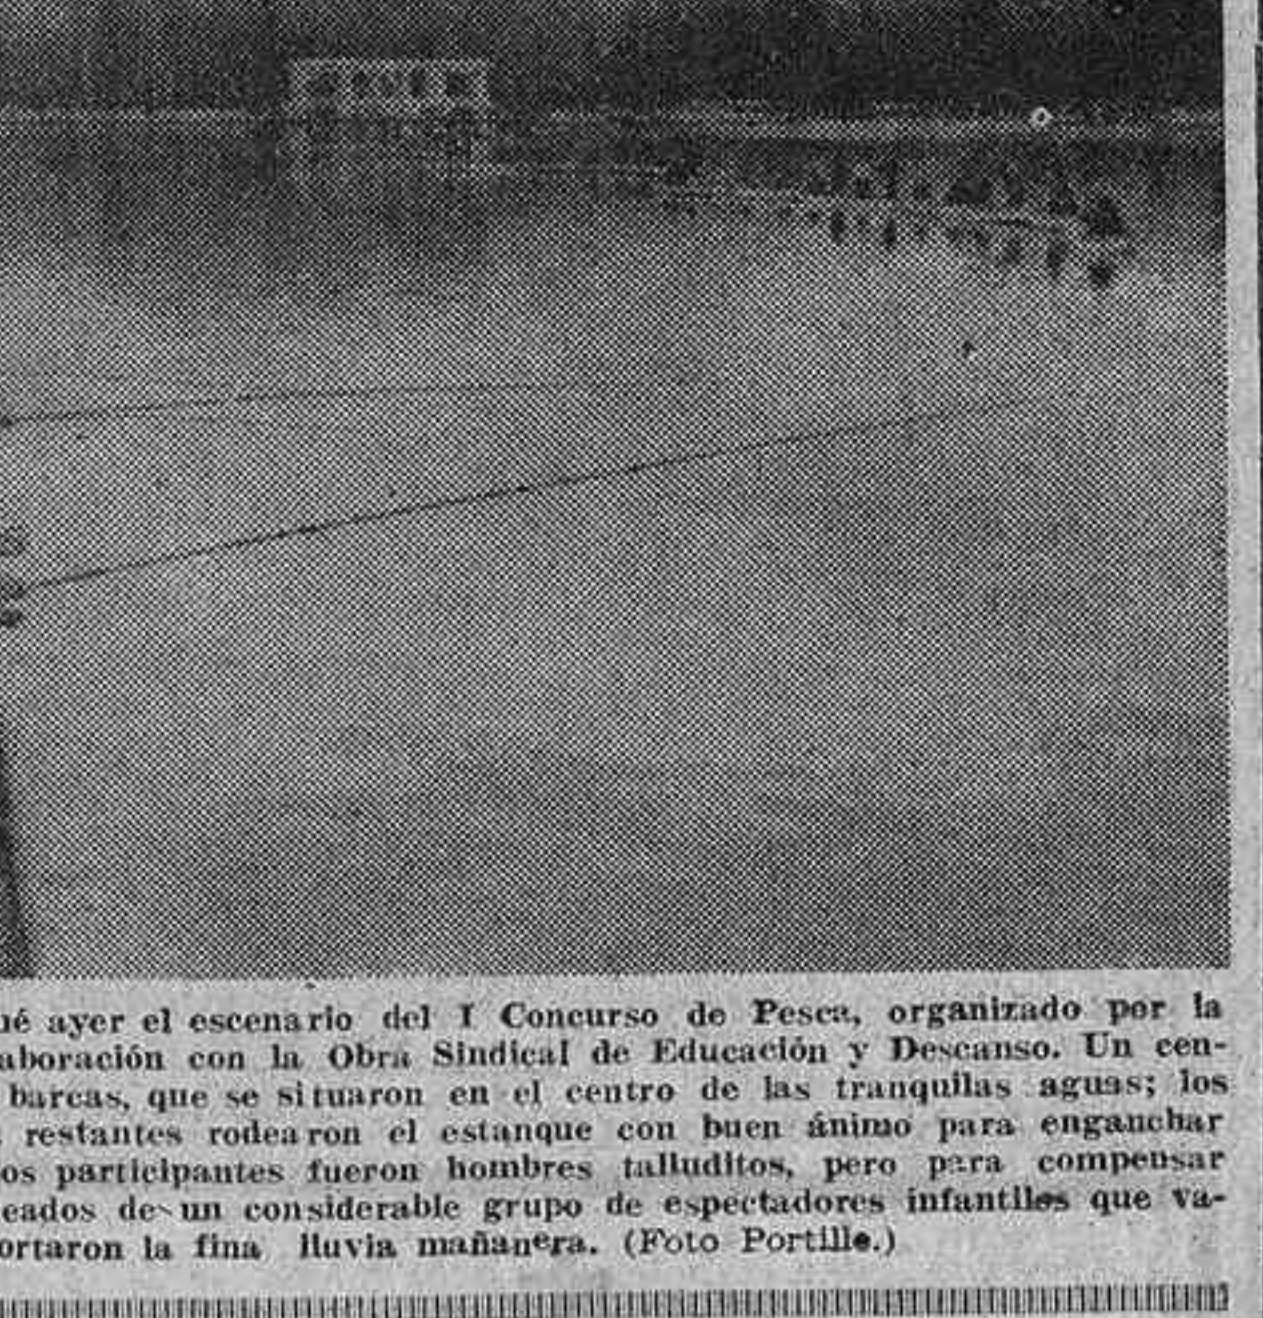 ué ayer el escenario del I Concurso de Pesca, organizado por la
aboración con la Obra Sindical de Educación y Descanso. Un cen-
barcas, que se situaron en el centro de las tranquilas aguas; los
restantes rodearon el estanque con buen ánimo para enganchar
os participantes fueron hombres talluditos, pero para compensar
eados de un considerable grupo de espectadores infantiles que va-
ortaron la fina lluvia mañanera. (Foto Portillo.)